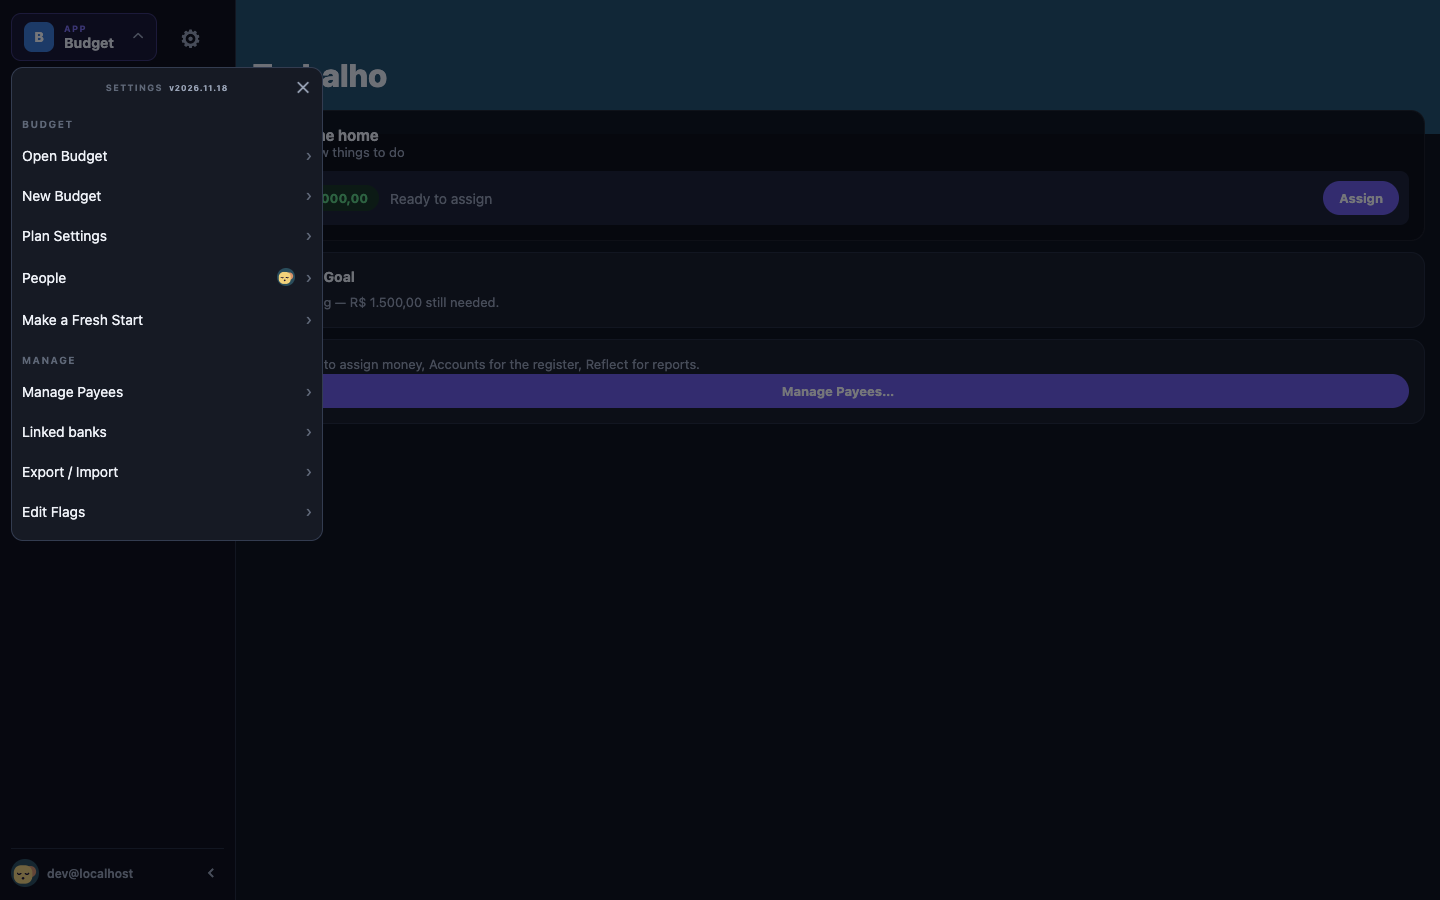 B
APP
Budget
SETTINGS v2026.11.18
BUDGET
Open Budget
New Budget
Plan Settings
People
Make a Fresh Start
MANAGE
Manage Payees
Linked banks
Export / Import
Edit Flags
home
things to do
000,00 Ready to assign
Assign
Goal
— R$ 1.500,00 still needed.
to assign money, Accounts for the register, Reflect for reports.
Manage Payees...
dev@localhost